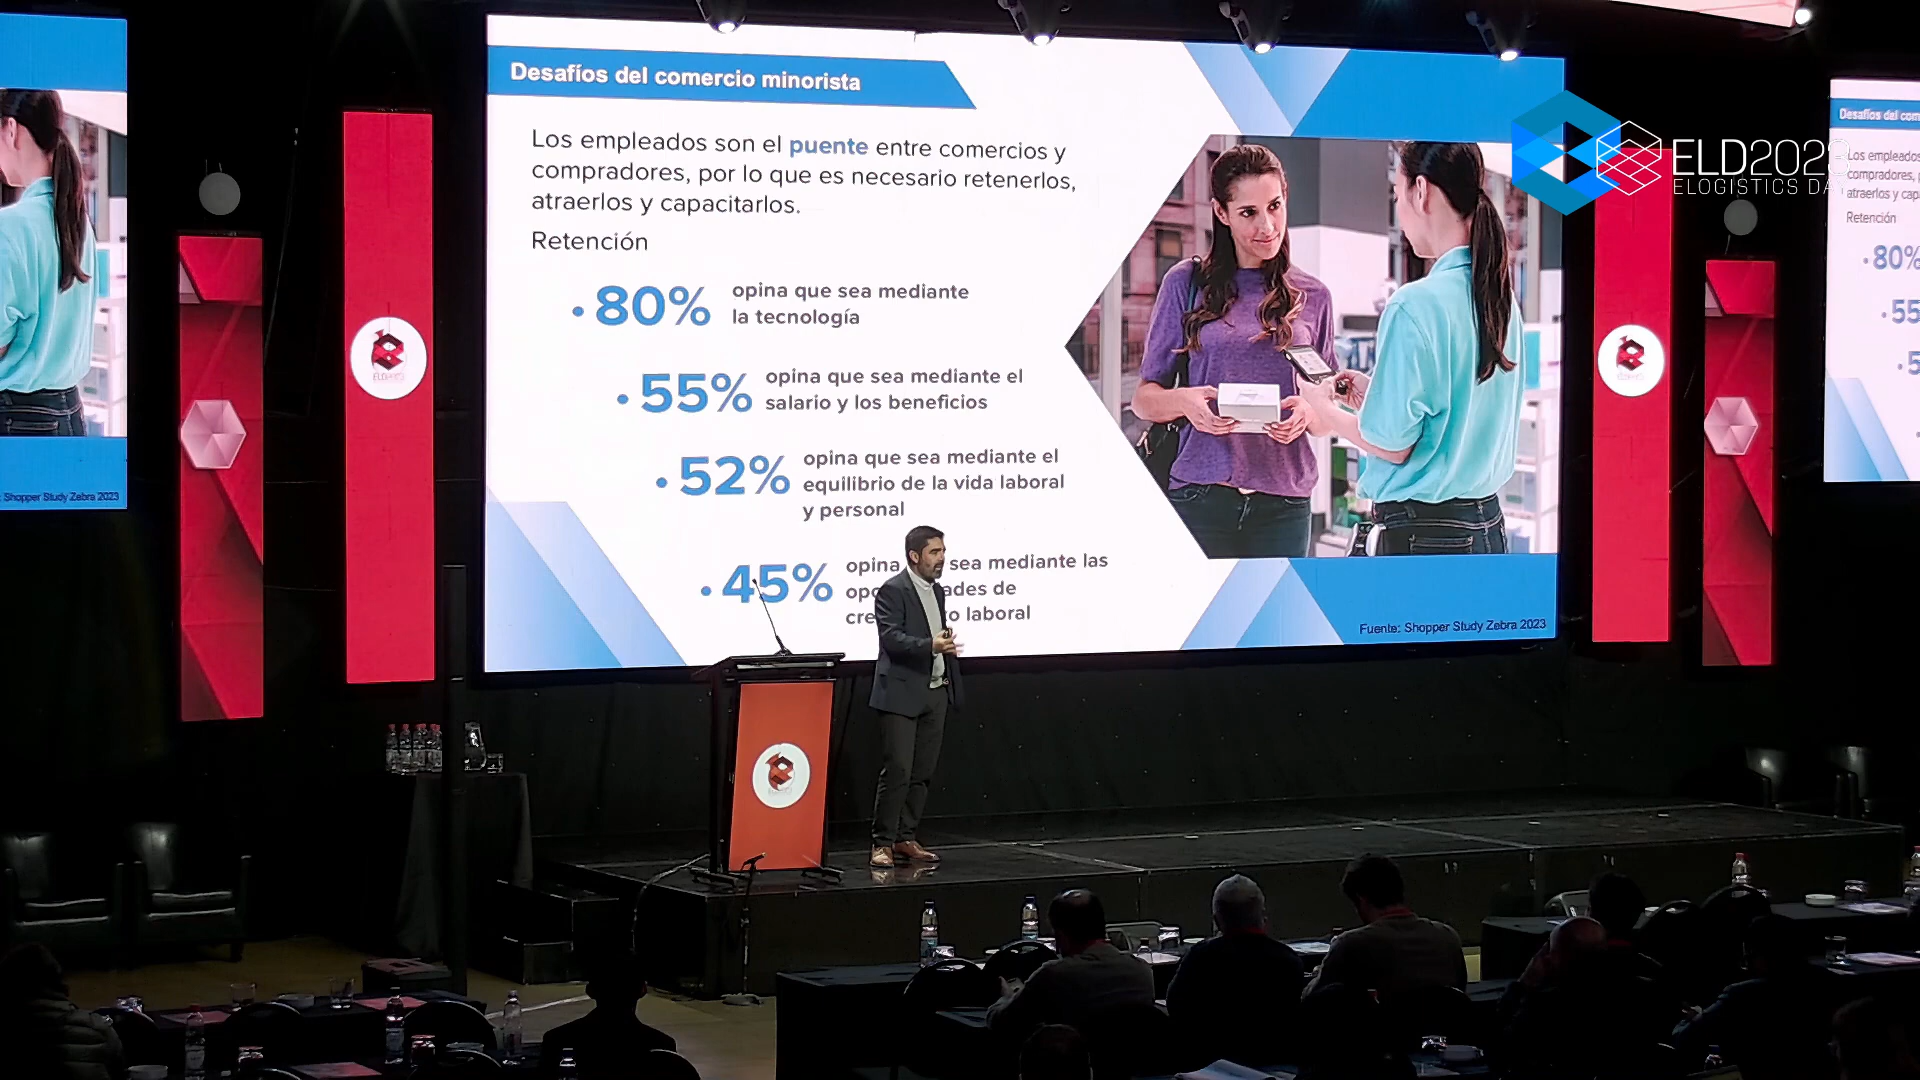 Desafíos del comercio minorista
Los empleados son el puente entre comercios y
compradores, por lo que es necesario retenerlos,
atraerlos y capacitarlos.
Retención
• 80%
opina que sea mediante
la tecnología
• 55%
opina que sea mediante el
salario y los beneficios
• 52%
opina que sea mediante el
equilibrio de la vida laboral
y personal
• 45%
opina sea mediante las
de
laboral
Fuente: Shopper Study Zebra 2023
ELD2023
ELOGISTICS DAY
: Shopper Study Zebra 2023
Desafíos del com
Los empleados
compradores, p
atraerlos y cap
Retención
• 80%
• 55
• 5